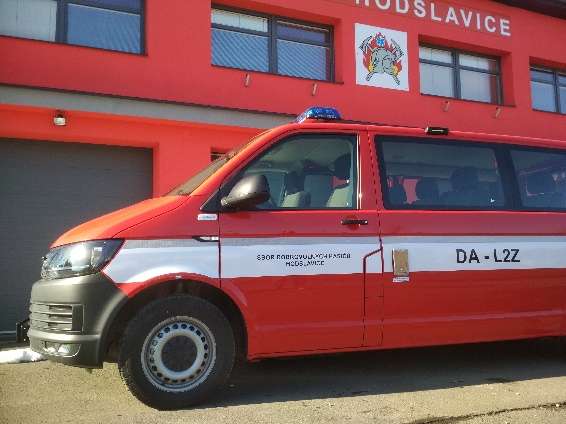 HODSLAVICE
SBOR DOBROVOLNÝCH HASIČŮ
HODSLAVICE
DA - L2Z